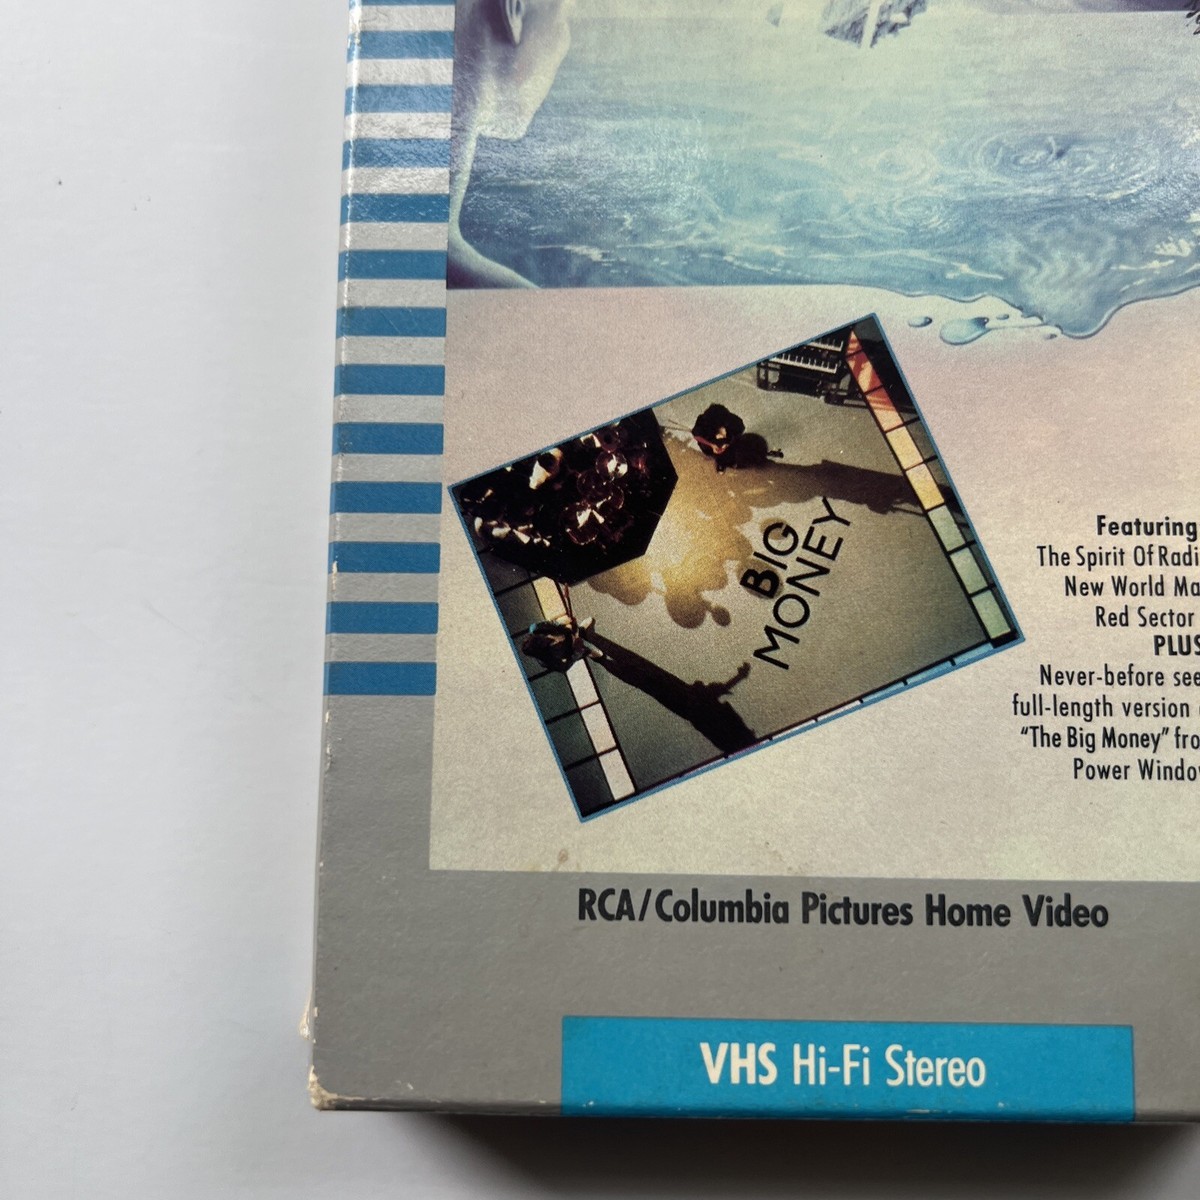 BIG
MONEY
Featuring
The Spirit Of Radi
New World Ma
Red Sector
PLUS
Never-before see
full-length version
"The Big Money" fro
Power Windo
RCA/Columbia Pictures Home Video
VHS Hi-Fi Stereo